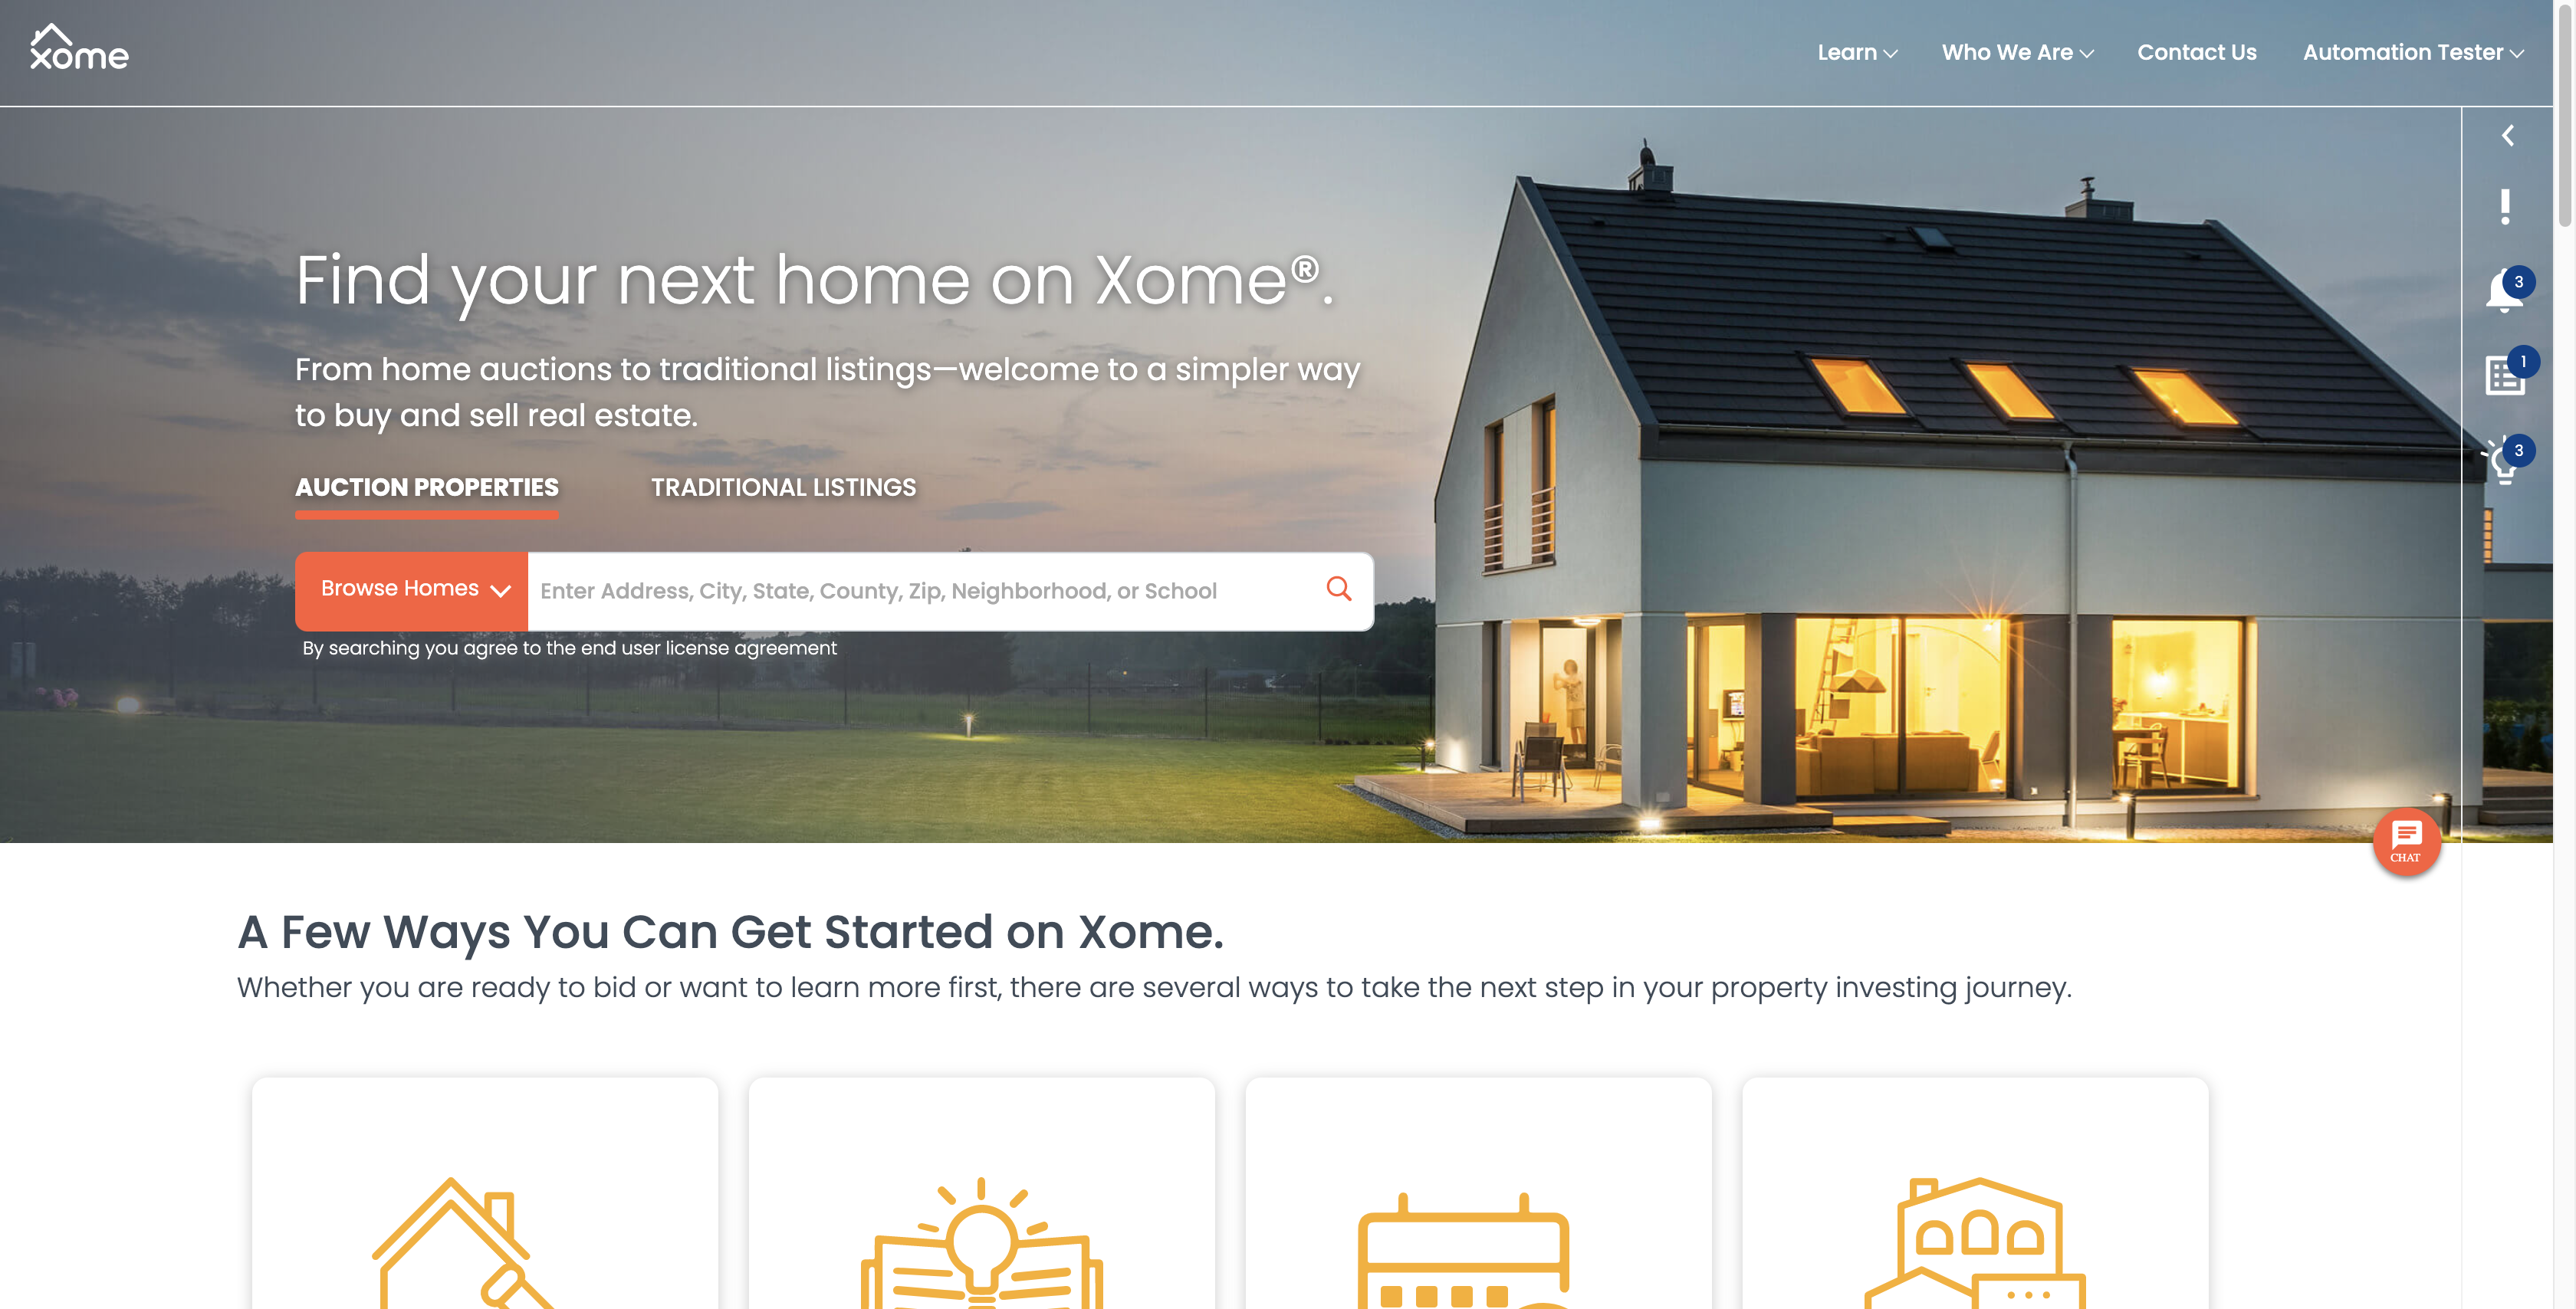 xome
Learn
Who We Are
Contact Us
Automation Tester
Find your next home on Xome®.
From home auctions to traditional listings—welcome to a simpler way
to buy and sell real estate.
AUCTION PROPERTIES
TRADITIONAL LISTINGS
Browse Homes
Enter Address, City, State, County, Zip, Neighborhood, or School
By searching you agree to the end user license agreement
3
1
3
CHAT
A Few Ways You Can Get Started on Xome.
Whether you are ready to bid or want to learn more first, there are several ways to take the next step in your property investing journey.